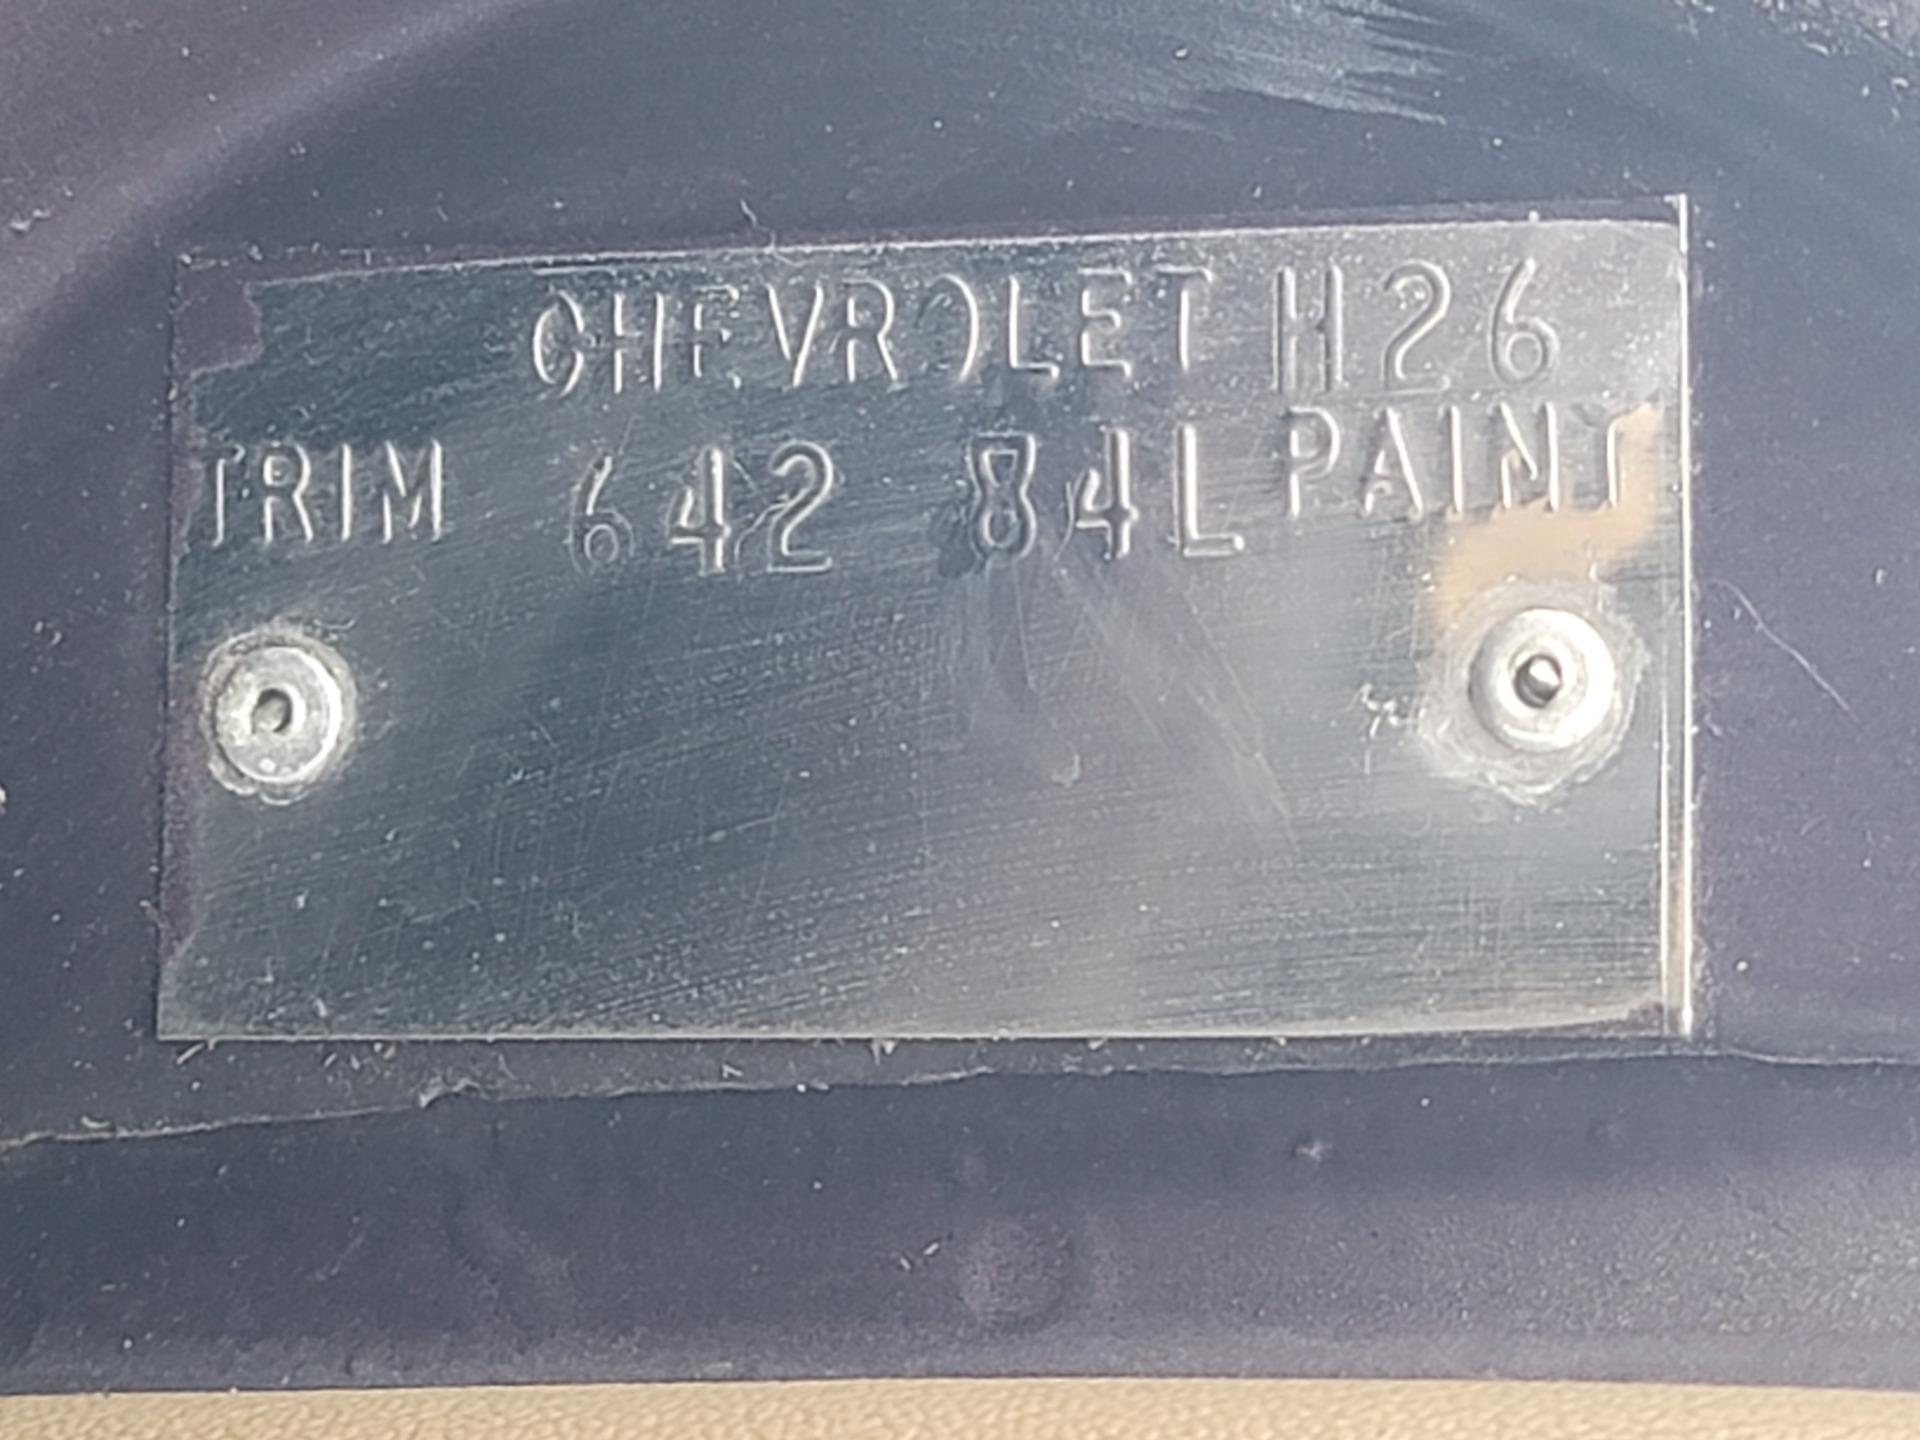 CHEVROLET H26
TRIM 642 84L PAINT